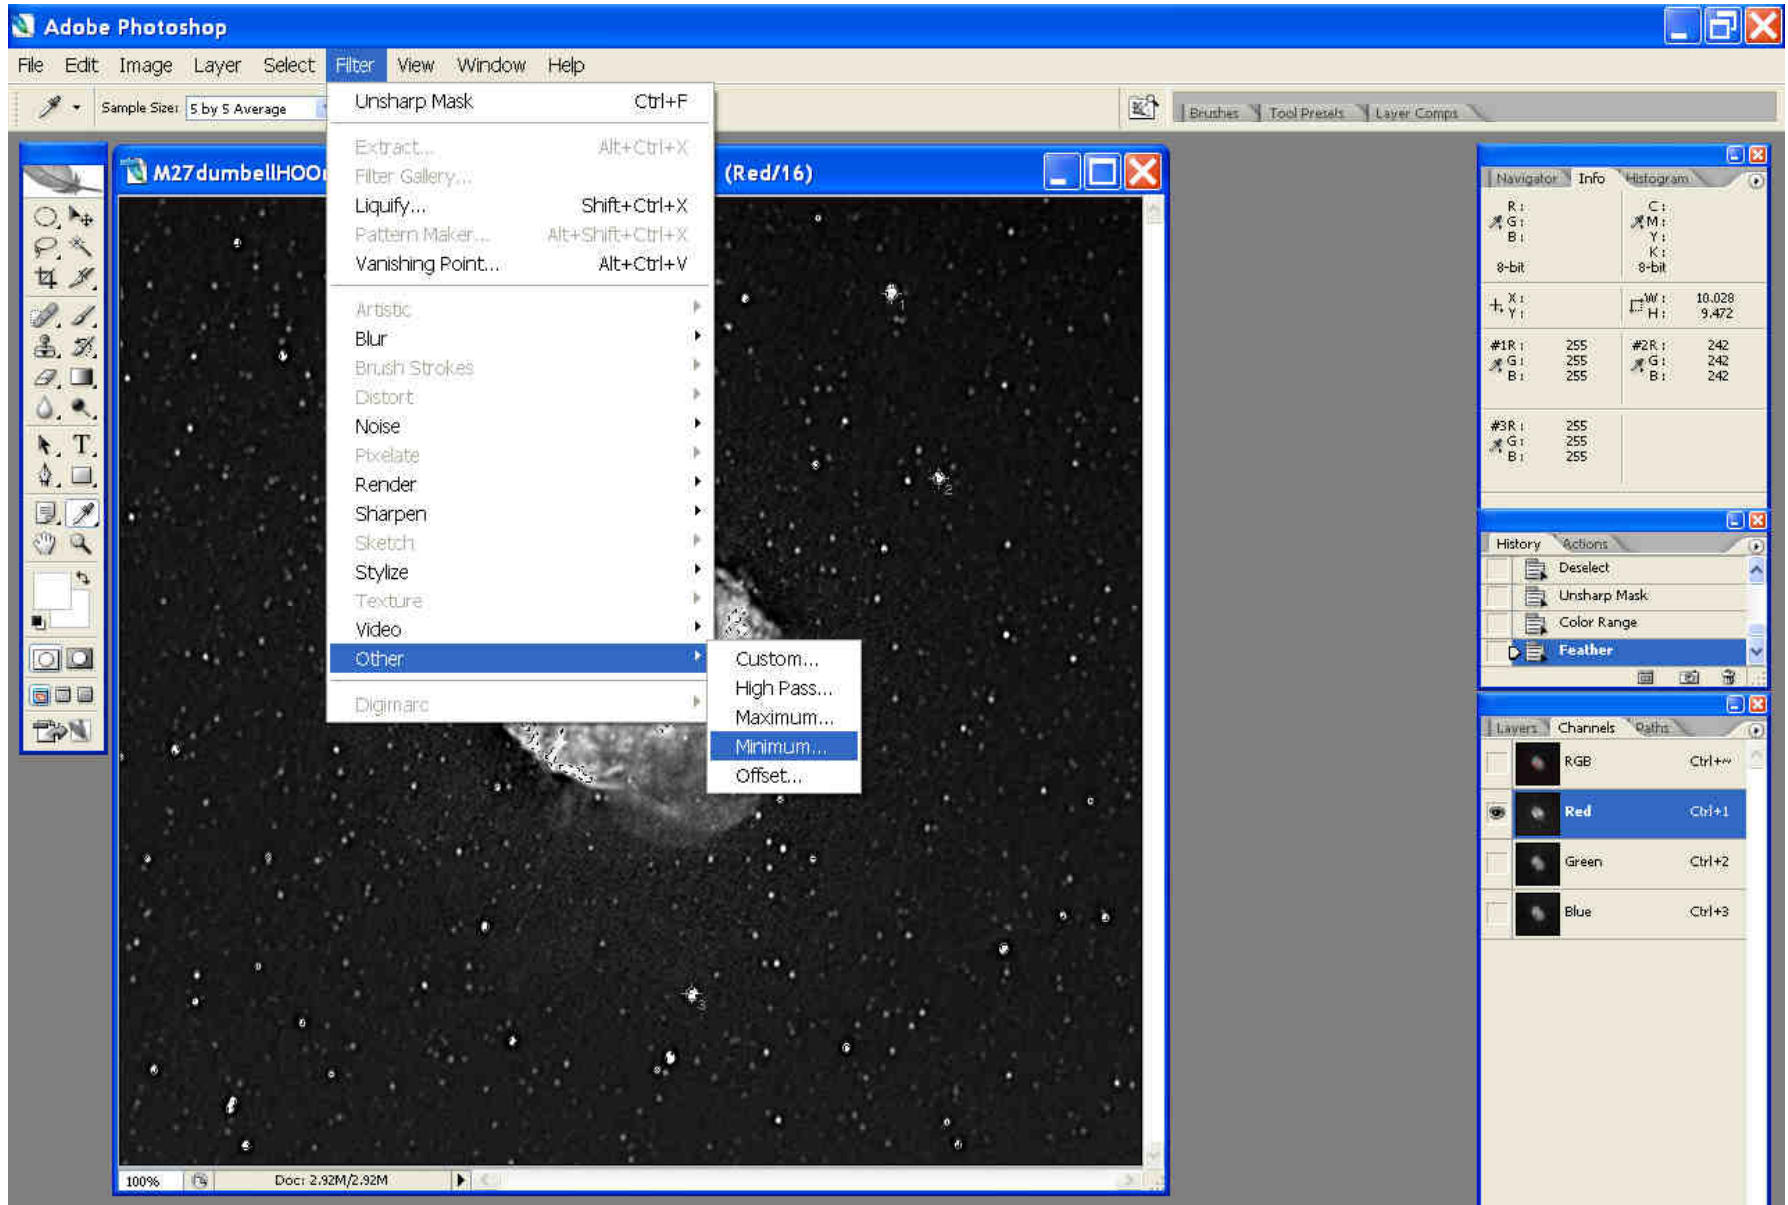 Adobe Photoshop
File Edit Image Layer Select Filter View Window Help
Sample Size: 5 by 5 Average
Brushes Tool Presets Layer Comps
Unsharp Mask Ctrl+F
Extract... Alt+Ctrl+X
Filter Gallery...
Liquify... Shift+Ctrl+X
Pattern Maker... Alt+Shift+Ctrl+X
Vanishing Point... Alt+Ctrl+V
Artistic
Blur
Brush Strokes
Distort
Noise
Pixelate
Render
Sharpen
Sketch
Stylize
Texture
Video
Other
Digimarc
Custom...
High Pass...
Maximum...
Minimum...
Offset...
M27dumbellHOO (Red/16)
1
2
3
100% Doc: 2.92M/2.92M
T
Navigator Info Histogram
R: C:
G: M:
B: Y:
K:
8-bit 8-bit
X: W: 10.028
Y: H: 9.472
#1R: 255 #2R: 242
G: 255 G: 242
B: 255 B: 242
#3R: 255
G: 255
B: 255
History Actions
Deselect
Unsharp Mask
Color Range
Feather
Layers Channels Paths
RGB Ctrl+~
Red Ctrl+1
Green Ctrl+2
Blue Ctrl+3